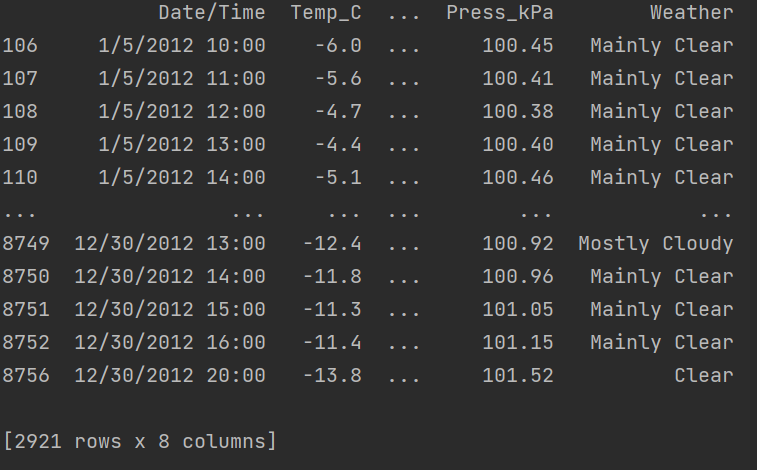 Date/Time Temp_C ... Press_kPa Weather
106 1/5/2012 10:00 -6.0 ... 100.45 Mainly Clear
107 1/5/2012 11:00 -5.6 ... 100.41 Mainly Clear
108 1/5/2012 12:00 -4.7 ... 100.38 Mainly Clear
109 1/5/2012 13:00 -4.4 ... 100.40 Mainly Clear
110 1/5/2012 14:00 -5.1 ... 100.46 Mainly Clear
... ... ... ... ... ...
8749 12/30/2012 13:00 -12.4 ... 100.92 Mostly Cloudy
8750 12/30/2012 14:00 -11.8 ... 100.96 Mainly Clear
8751 12/30/2012 15:00 -11.3 ... 101.05 Mainly Clear
8752 12/30/2012 16:00 -11.4 ... 101.15 Mainly Clear
8756 12/30/2012 20:00 -13.8 ... 101.52 Clear
[2921 rows x 8 columns]